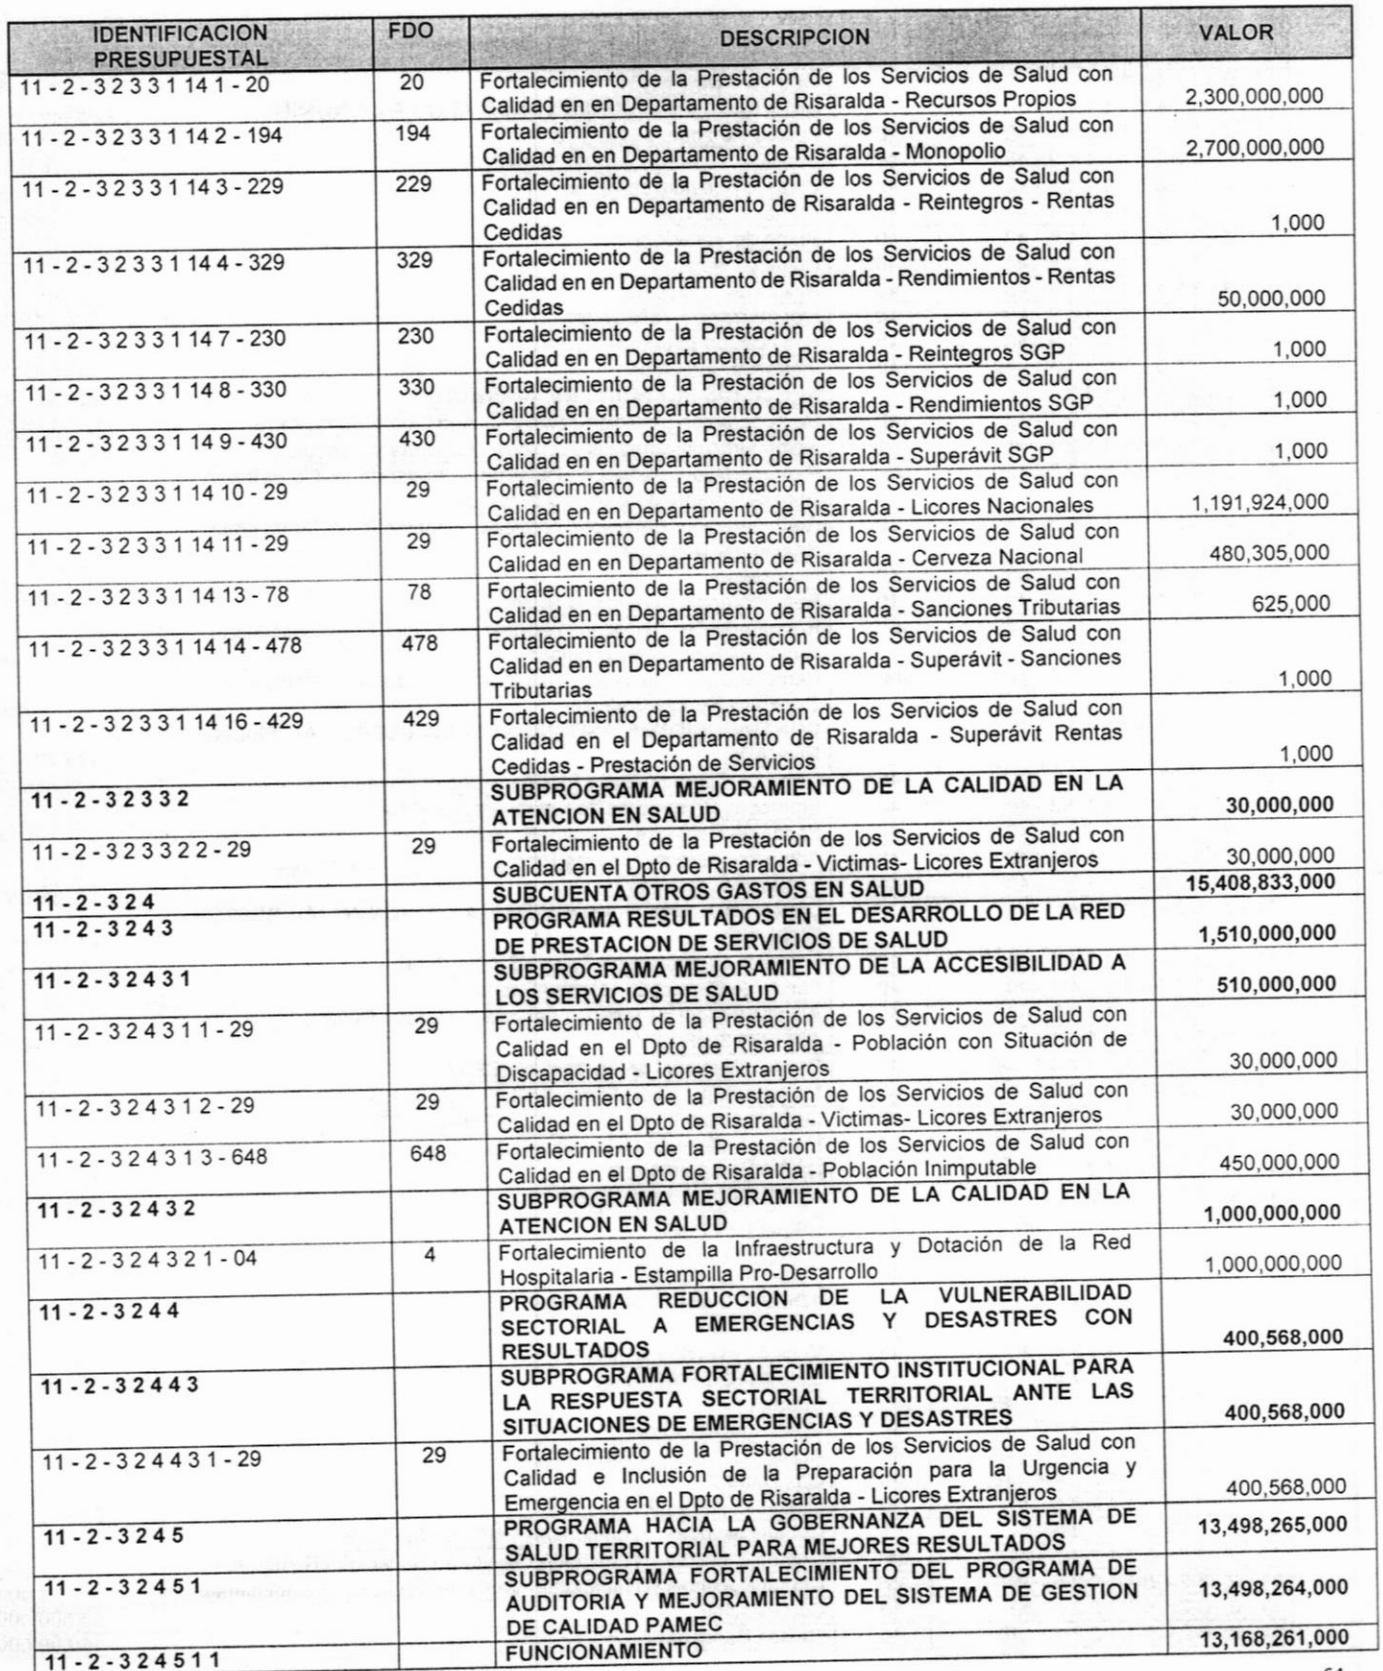 IDENTIFICACION PRESUPUESTAL FDO DESCRIPCION VALOR
11 - 2 - 3 2 3 3 1 14 1 - 20 20 Fortalecimiento de la Prestación de los Servicios de Salud con
Calidad en en Departamento de Risaralda - Recursos Propios 2,300,000,000
11 - 2 - 3 2 3 3 1 14 2 - 194 194 Fortalecimiento de la Prestación de los Servicios de Salud con
Calidad en en Departamento de Risaralda - Monopolio 2,700,000,000
11 - 2 - 3 2 3 3 1 14 3 - 229 229 Fortalecimiento de la Prestación de los Servicios de Salud con
Calidad en en Departamento de Risaralda - Reintegros - Rentas
Cedidas 1,000
11 - 2 - 3 2 3 3 1 14 4 - 329 329 Fortalecimiento de la Prestación de los Servicios de Salud con
Calidad en en Departamento de Risaralda - Rendimientos - Rentas
Cedidas 50,000,000
11 - 2 - 3 2 3 3 1 14 7 - 230 230 Fortalecimiento de la Prestación de los Servicios de Salud con
Calidad en en Departamento de Risaralda - Reintegros SGP 1,000
11 - 2 - 3 2 3 3 1 14 8 - 330 330 Fortalecimiento de la Prestación de los Servicios de Salud con
Calidad en en Departamento de Risaralda - Rendimientos SGP 1,000
11 - 2 - 3 2 3 3 1 14 9 - 430 430 Fortalecimiento de la Prestación de los Servicios de Salud con
Calidad en en Departamento de Risaralda - Superávit SGP 1,000
11 - 2 - 3 2 3 3 1 14 10 - 29 29 Fortalecimiento de la Prestación de los Servicios de Salud con
Calidad en en Departamento de Risaralda - Licores Nacionales 1,191,924,000
11 - 2 - 3 2 3 3 1 14 11 - 29 29 Fortalecimiento de la Prestación de los Servicios de Salud con
Calidad en en Departamento de Risaralda - Cerveza Nacional 480,305,000
11 - 2 - 3 2 3 3 1 14 13 - 78 78 Fortalecimiento de la Prestación de los Servicios de Salud con
Calidad en en Departamento de Risaralda - Sanciones Tributarias 625,000
11 - 2 - 3 2 3 3 1 14 14 - 478 478 Fortalecimiento de la Prestación de los Servicios de Salud con
Calidad en en Departamento de Risaralda - Superávit - Sanciones
Tributarias 1,000
11 - 2 - 3 2 3 3 1 14 16 - 429 429 Fortalecimiento de la Prestación de los Servicios de Salud con
Calidad en el Departamento de Risaralda - Superávit Rentas
Cedidas - Prestación de Servicios 1,000
11 - 2 - 3 2 3 3 2 SUBPROGRAMA MEJORAMIENTO DE LA CALIDAD EN LA
ATENCION EN SALUD 30,000,000
11 - 2 - 3 2 3 3 2 2 - 29 29 Fortalecimiento de la Prestación de los Servicios de Salud con
Calidad en el Dpto de Risaralda - Victimas- Licores Extranjeros 30,000,000
11 - 2 - 3 2 4 SUBCUENTA OTROS GASTOS EN SALUD 15,408,833,000
11 - 2 - 3 2 4 3 PROGRAMA RESULTADOS EN EL DESARROLLO DE LA RED
DE PRESTACION DE SERVICIOS DE SALUD 1,510,000,000
11 - 2 - 3 2 4 3 1 SUBPROGRAMA MEJORAMIENTO DE LA ACCESIBILIDAD A
LOS SERVICIOS DE SALUD 510,000,000
11 - 2 - 3 2 4 3 1 1 - 29 29 Fortalecimiento de la Prestación de los Servicios de Salud con
Calidad en el Dpto de Risaralda - Población con Situación de
Discapacidad - Licores Extranjeros 30,000,000
11 - 2 - 3 2 4 3 1 2 - 29 29 Fortalecimiento de la Prestación de los Servicios de Salud con
Calidad en el Dpto de Risaralda - Victimas- Licores Extranjeros 30,000,000
11 - 2 - 3 2 4 3 1 3 - 648 648 Fortalecimiento de la Prestación de los Servicios de Salud con
Calidad en el Dpto de Risaralda - Población Inimputable 450,000,000
11 - 2 - 3 2 4 3 2 SUBPROGRAMA MEJORAMIENTO DE LA CALIDAD EN LA
ATENCION EN SALUD 1,000,000,000
11 - 2 - 3 2 4 3 2 1 - 04 4 Fortalecimiento de la Infraestructura y Dotación de la Red
Hospitalaria - Estampilla Pro-Desarrollo 1,000,000,000
11 - 2 - 3 2 4 4 PROGRAMA REDUCCION DE LA VULNERABILIDAD
SECTORIAL A EMERGENCIAS Y DESASTRES CON
RESULTADOS 400,568,000
11 - 2 - 3 2 4 4 3 SUBPROGRAMA FORTALECIMIENTO INSTITUCIONAL PARA
LA RESPUESTA SECTORIAL TERRITORIAL ANTE LAS
SITUACIONES DE EMERGENCIAS Y DESASTRES 400,568,000
11 - 2 - 3 2 4 4 3 1 - 29 29 Fortalecimiento de la Prestación de los Servicios de Salud con
Calidad e Inclusión de la Preparación para la Urgencia y
Emergencia en el Dpto de Risaralda - Licores Extranjeros 400,568,000
11 - 2 - 3 2 4 5 PROGRAMA HACIA LA GOBERNANZA DEL SISTEMA DE
SALUD TERRITORIAL PARA MEJORES RESULTADOS 13,498,265,000
11 - 2 - 3 2 4 5 1 SUBPROGRAMA FORTALECIMIENTO DEL PROGRAMA DE
AUDITORIA Y MEJORAMIENTO DEL SISTEMA DE GESTION
DE CALIDAD PAMEC 13,498,264,000
11 - 2 - 3 2 4 5 1 1 FUNCIONAMIENTO 13,168,261,000